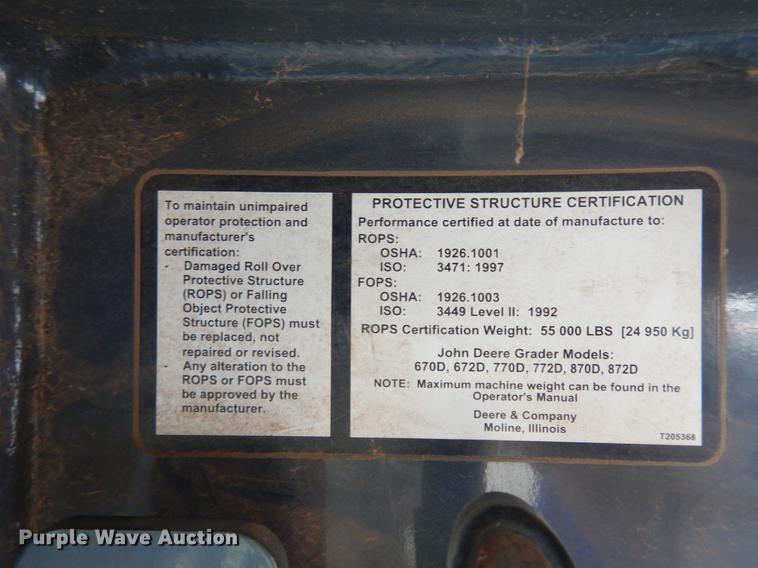 To maintain unimpaired
operator protection and
manufacturer's
certification:
- Damaged Roll Over
Protective Structure
(ROPS) or Falling
Object Protective
Structure (FOPS) must
be replaced, not
repaired or revised.
Any alteration to the
ROPS or FOPS must
be approved by the
manufacturer.
PROTECTIVE STRUCTURE CERTIFICATION
Performance certified at date of manufacture to:
ROPS:
OSHA: 1926.1001
ISO: 3471: 1997
FOPS:
OSHA: 1926.1003
ISO: 3449 Level II: 1992
ROPS Certification Weight: 55 000 LBS [24 950 Kg]
John Deere Grader Models:
670D, 672D, 770D, 772D, 870D, 872D
NOTE: Maximum machine weight can be found in the
Operator's Manual
Deere & Company
Moline, Illinois
T205368
Purple Wave Auction